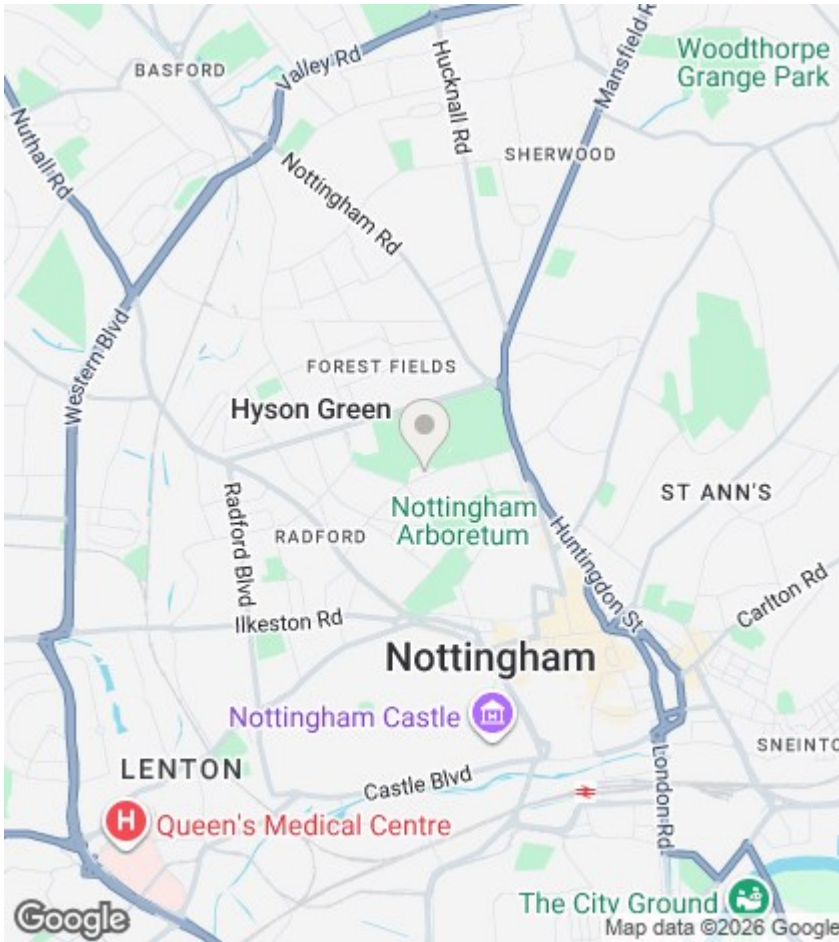 Woodthorpe
Grange Park
BASFORD
Valley Rd
Hucknall Rd
Mansfield R
Nuthall Rd
SHERWOOD
Nottingham Rd
Western Blvd
FOREST FIELDS
Hyson Green
Nottingham
Arboretum
ST ANN'S
RADFORD
Radford Blvd
Huntingdon St
Carlton Rd
Ilkeston Rd
Nottingham
Nottingham Castle
SNEINTO
LENTON
Castle Blvd
London Rd
H
Queen's Medical Centre
The City Ground
Google
Map data ©2026 Google